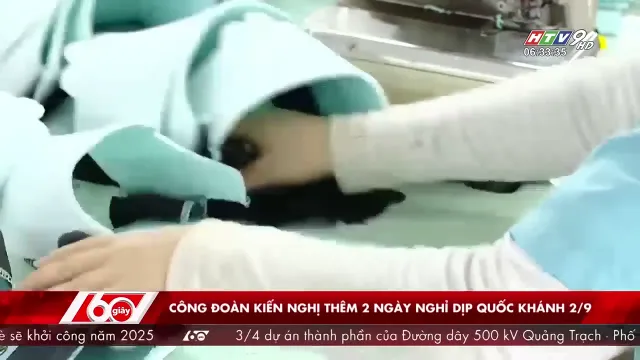 HTV9 HD
06:33:35
60 giây
CÔNG ĐOÀN KIẾN NGHỊ THÊM 2 NGÀY NGHỈ DỊP QUỐC KHÁNH 2/9
è sẽ khởi công năm 2025 60 3/4 dự án thành phần của Đường dây 500 kV Quảng Trạch - Phố